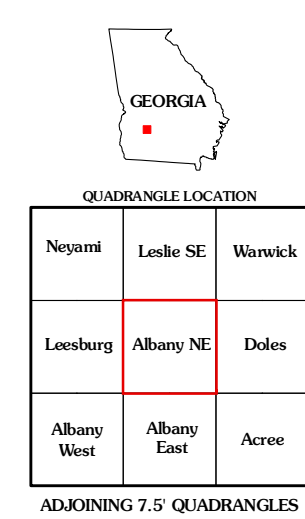 GEORGIA
QUADRANGLE LOCATION
Neyami Leslie SE Warwick
Leesburg Albany NE Doles
Albany
West
Albany
East
Acree
ADJOINING 7.5' QUADRANGLES